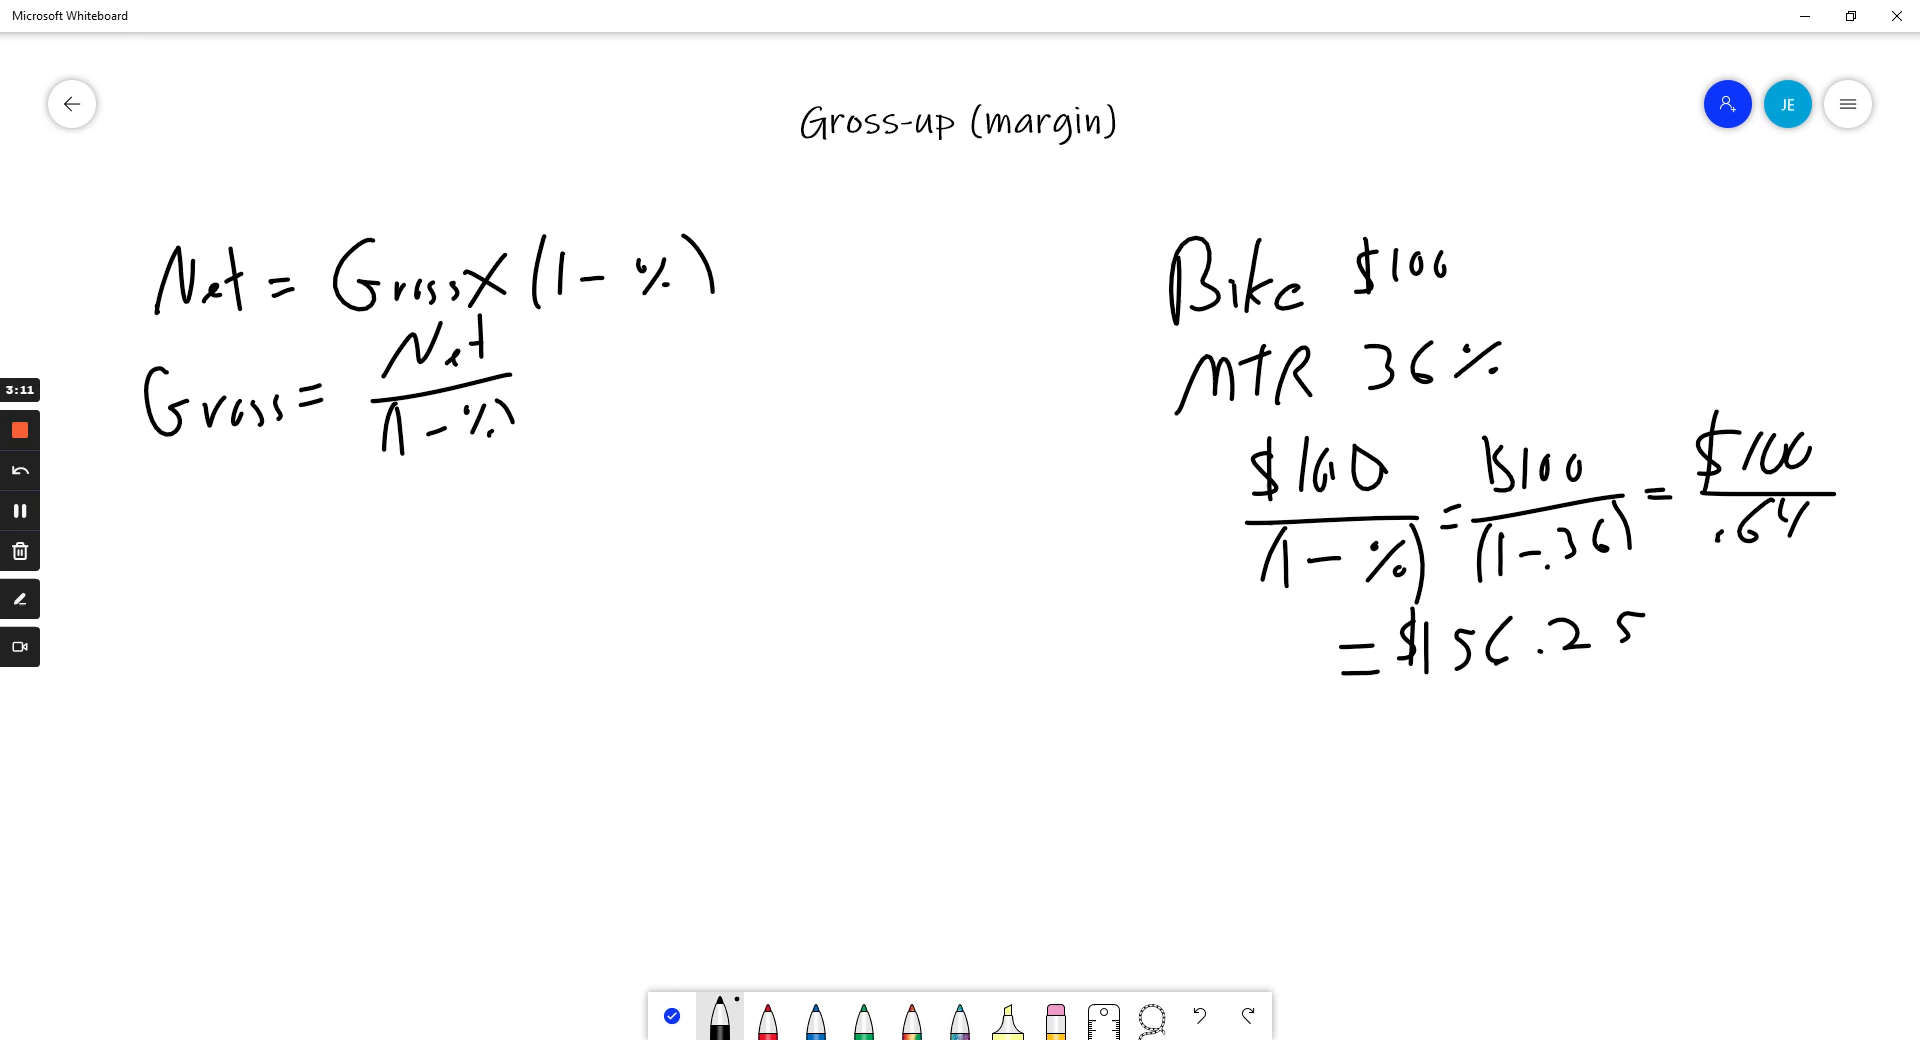 Microsoft Whiteboard
Gross-up (margin)
JE
Net = Gross X (1 - %)
Gross = Net / (1 - %)
3:11
Bike $100
MTR 36%
$100 / (1 - %) = $100 / (1 - .36) = $100 / .64
= $156.25